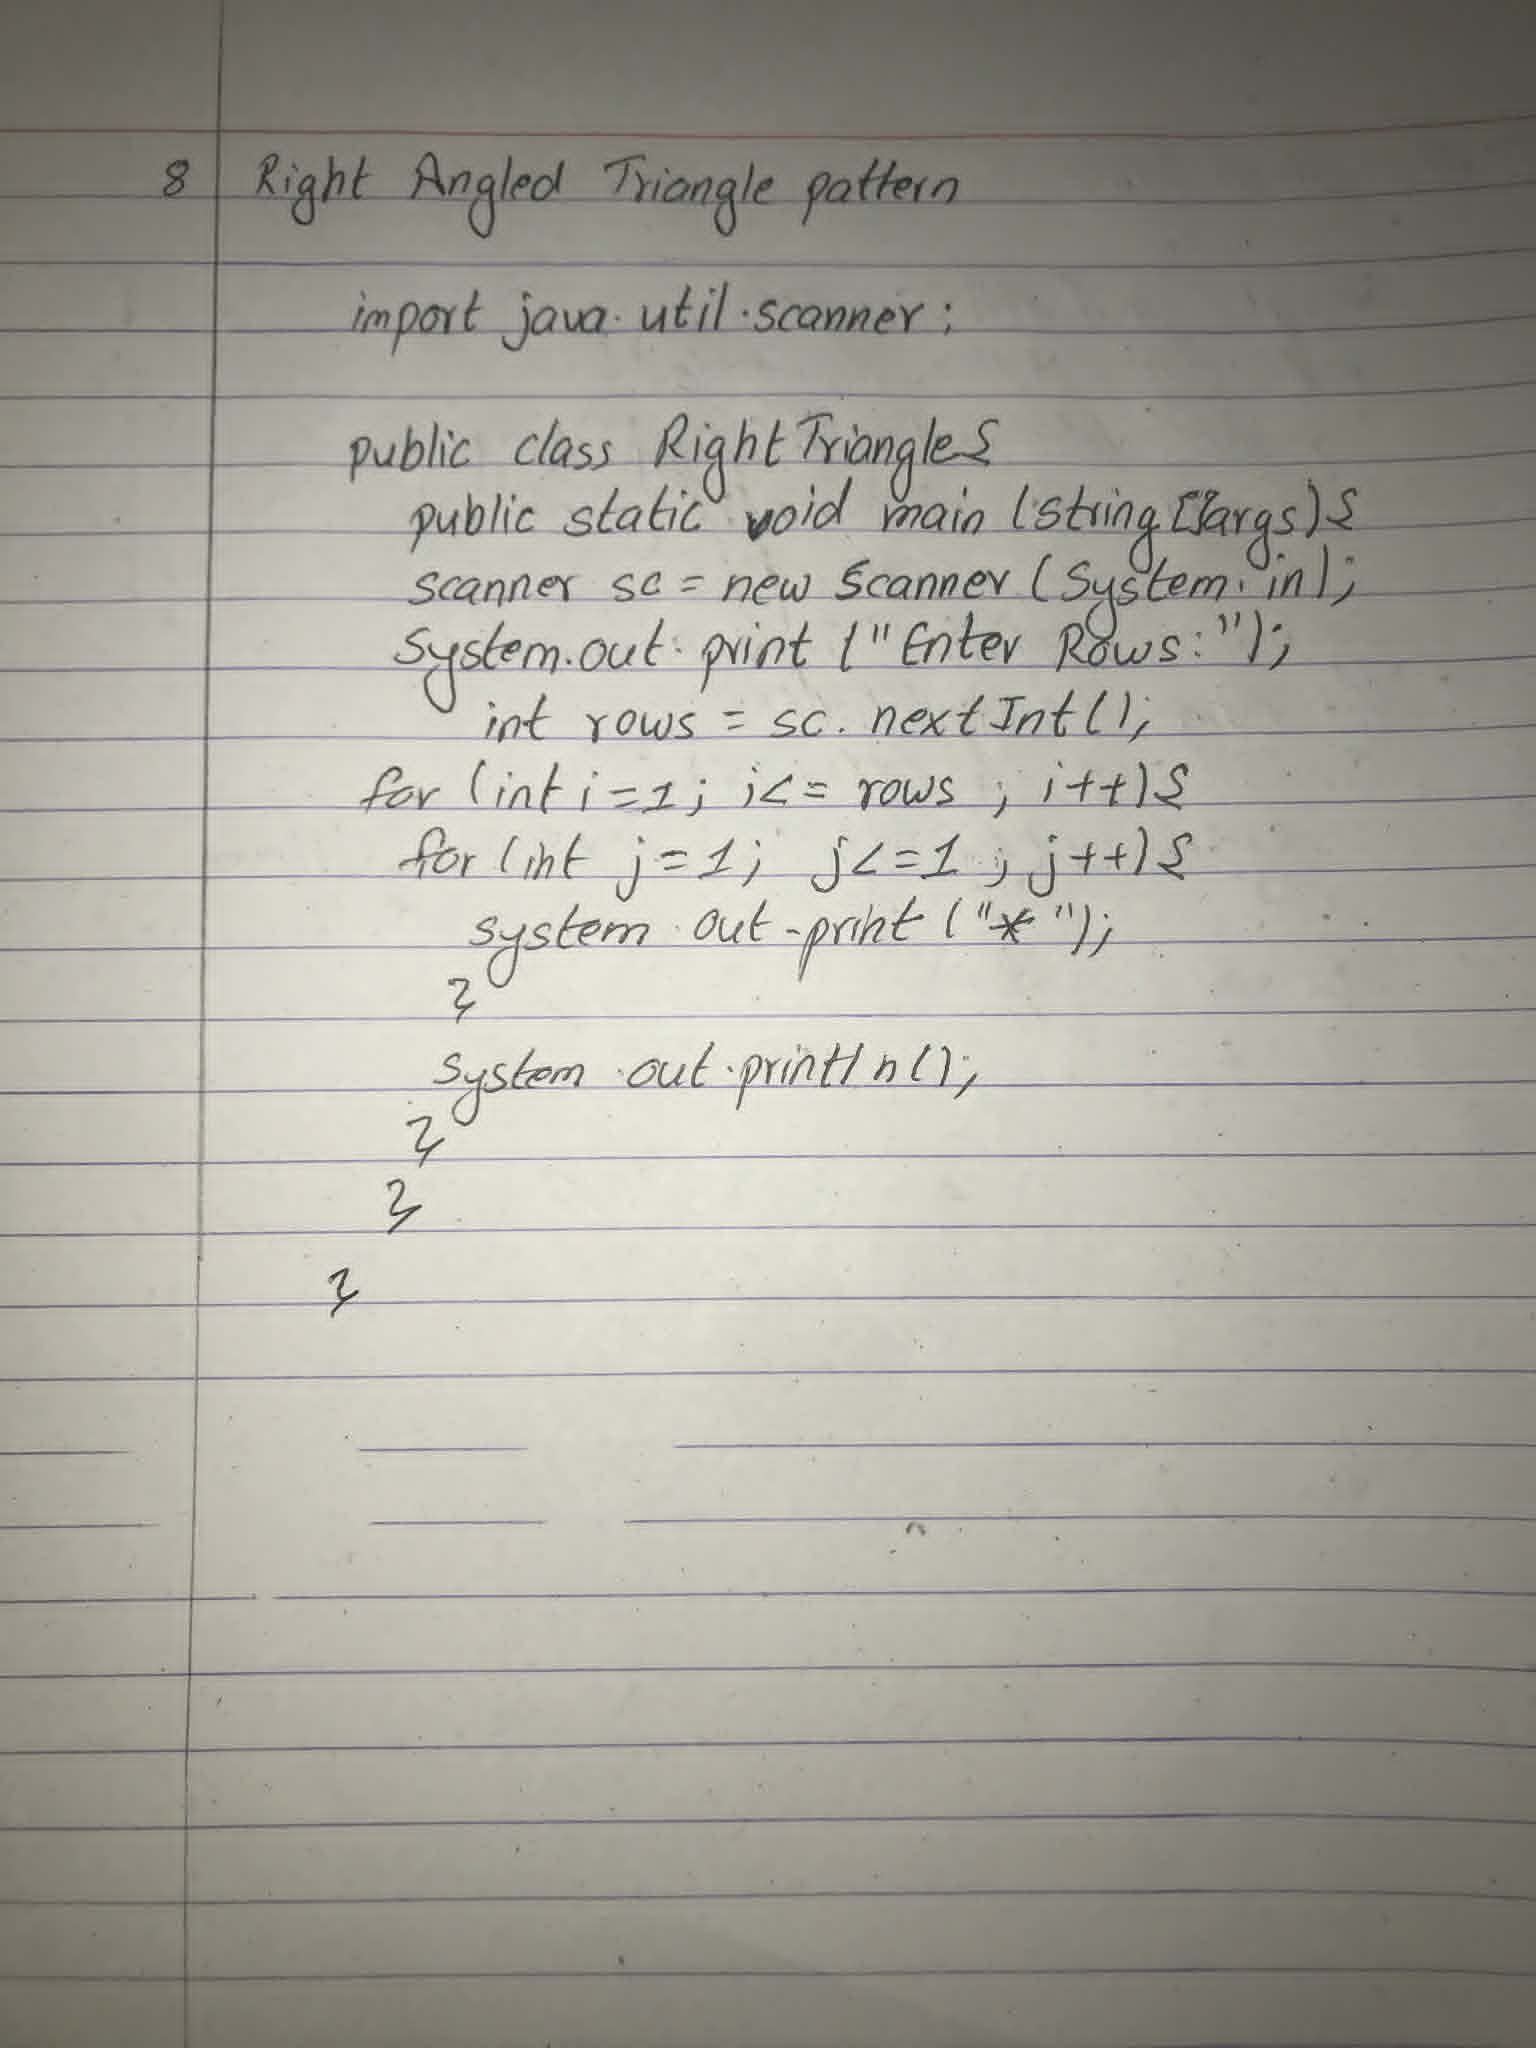 8 Right Angled Triangle pattern
import java.util.scanner;
public class RightTriangle{
public static void main (string[]args){
scanner sc = new Scanner (System.in);
System.out.print ("Enter Rows:");
int rows = sc.nextInt();
for (int i=1; i<= rows ; i++){
for (int j=1; j<=1 ; j++){
system.out.print ("*");
}
system.out.println();
}
}
}